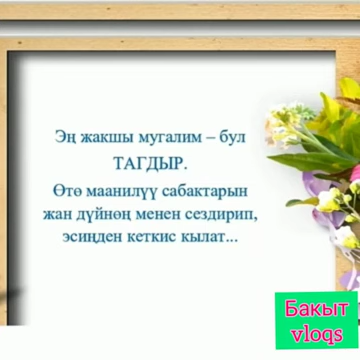 Эң жакшы мугалим – бул
ТАГДЫР.
Өтө маанилүү сабактарын
жан дүйнөң менен сездирип,
эсиңден кеткис кылат...
Бакыт
vloqs